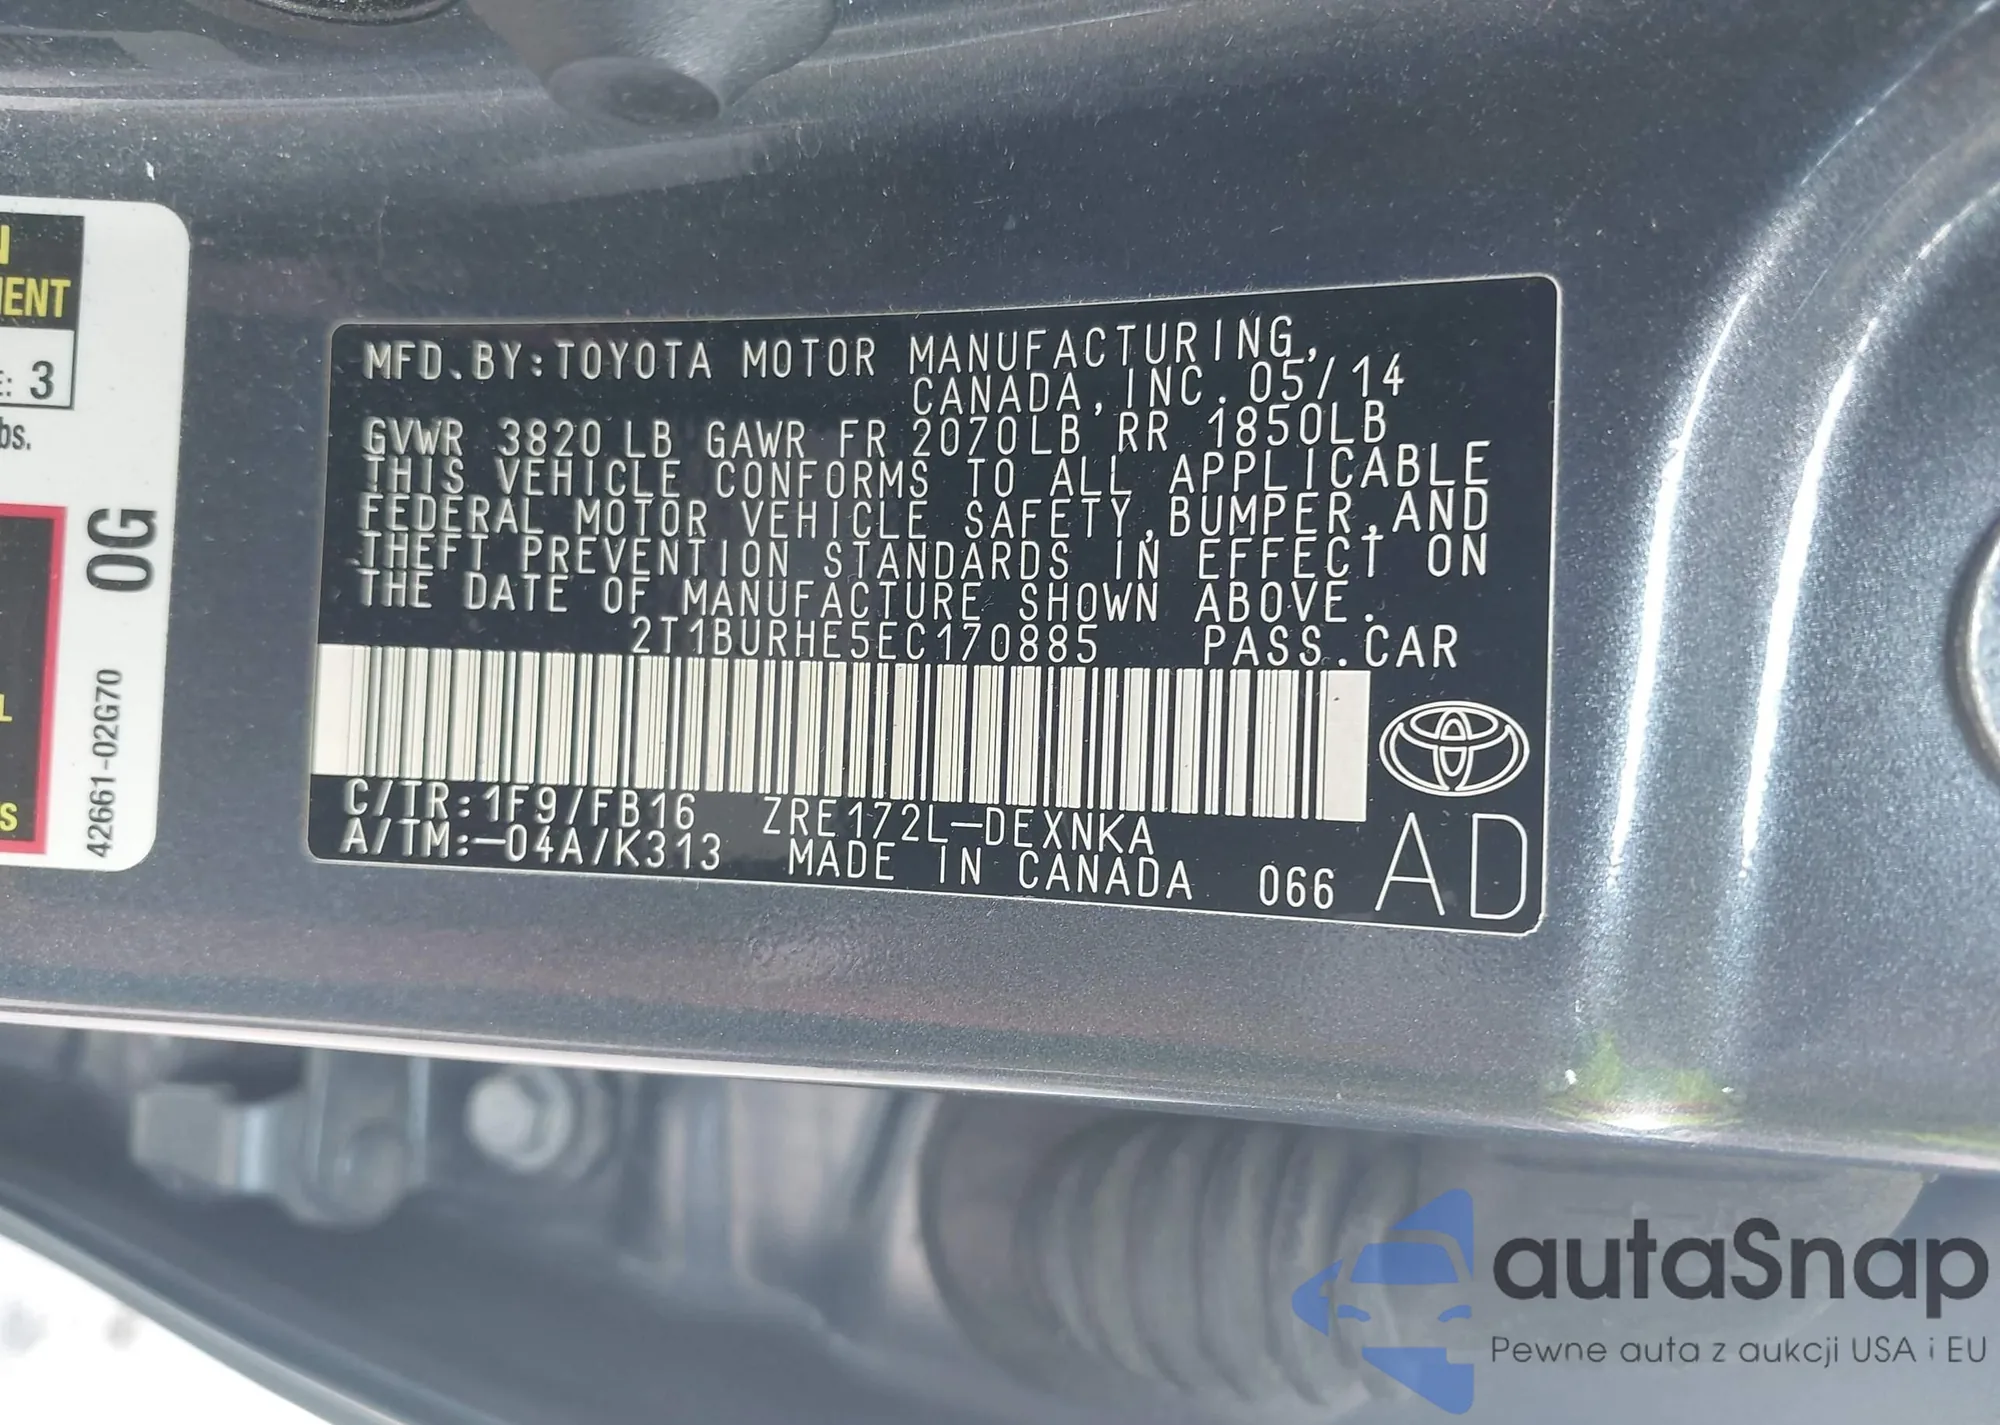 N
MENT
E: 3
bs.
0G
42661-02G70
L
S
MFD.BY:TOYOTA MOTOR MANUFACTURING,
CANADA,INC.05/14
GVWR 3820 LB GAWR FR 2070LB RR 1850LB
THIS VEHICLE CONFORMS TO ALL APPLICABLE
FEDERAL MOTOR VEHICLE SAFETY,BUMPER,AND
THEFT PREVENTION STANDARDS IN EFFECT ON
THE DATE OF MANUFACTURE SHOWN ABOVE.
2T1BURHE5EC170885 PASS.CAR
C/TR:1F9/FB16 ZRE172L-DEXNKA
A/TM:-04A/K313 MADE IN CANADA 066
AD
autaSnap
Pewne auta z aukcji USA i EU